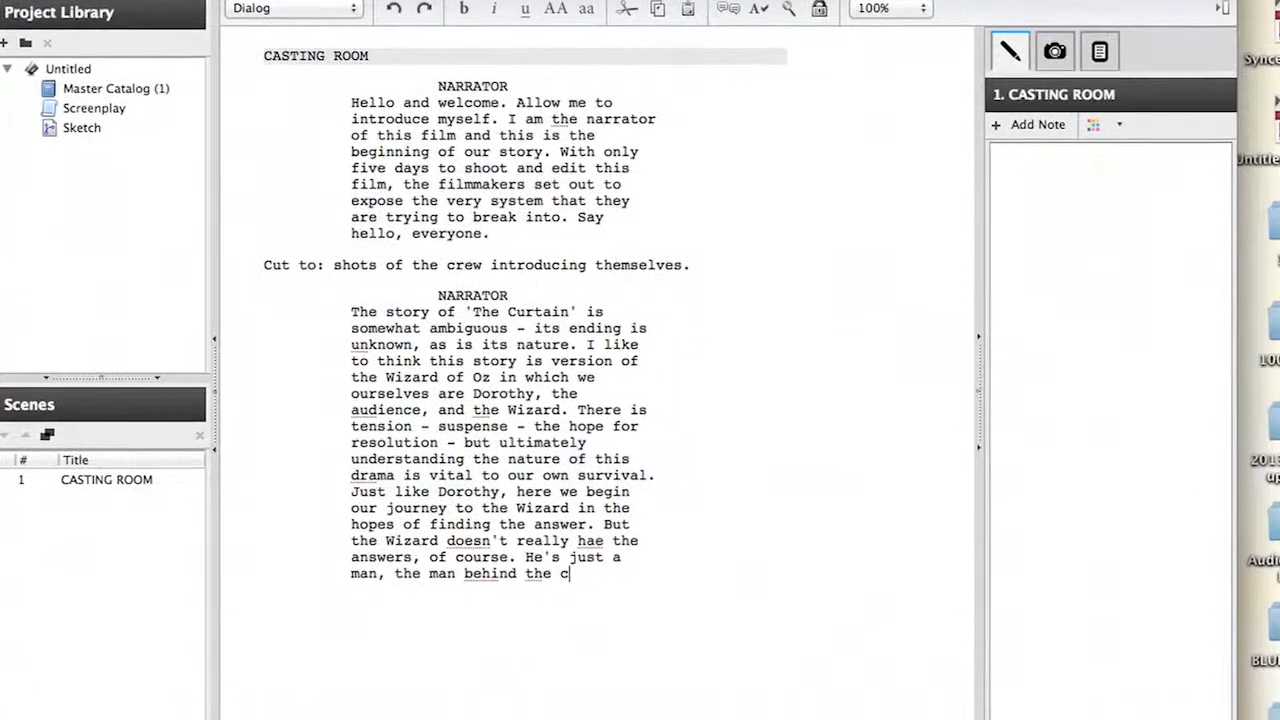 Project Library
Dialog
b i u AA aa
100%
Untitled
Master Catalog (1)
Screenplay
Sketch
Scenes
# Title
1 CASTING ROOM
CASTING ROOM
NARRATOR
Hello and welcome. Allow me to
introduce myself. I am the narrator
of this film and this is the
beginning of our story. With only
five days to shoot and edit this
film, the filmmakers set out to
expose the very system that they
are trying to break into. Say
hello, everyone.
Cut to: shots of the crew introducing themselves.
NARRATOR
The story of 'The Curtain' is
somewhat ambiguous – its ending is
unknown, as is its nature. I like
to think this story is version of
the Wizard of Oz in which we
ourselves are Dorothy, the
audience, and the Wizard. There is
tension – suspense – the hope for
resolution – but ultimately
understanding the nature of this
drama is vital to our own survival.
Just like Dorothy, here we begin
our journey to the Wizard in the
hopes of finding the answer. But
the Wizard doesn't really hae the
answers, of course. He's just a
man, the man behind the c
1. CASTING ROOM
+ Add Note
Synce
Untitle
100
201
up
Audio
BLU